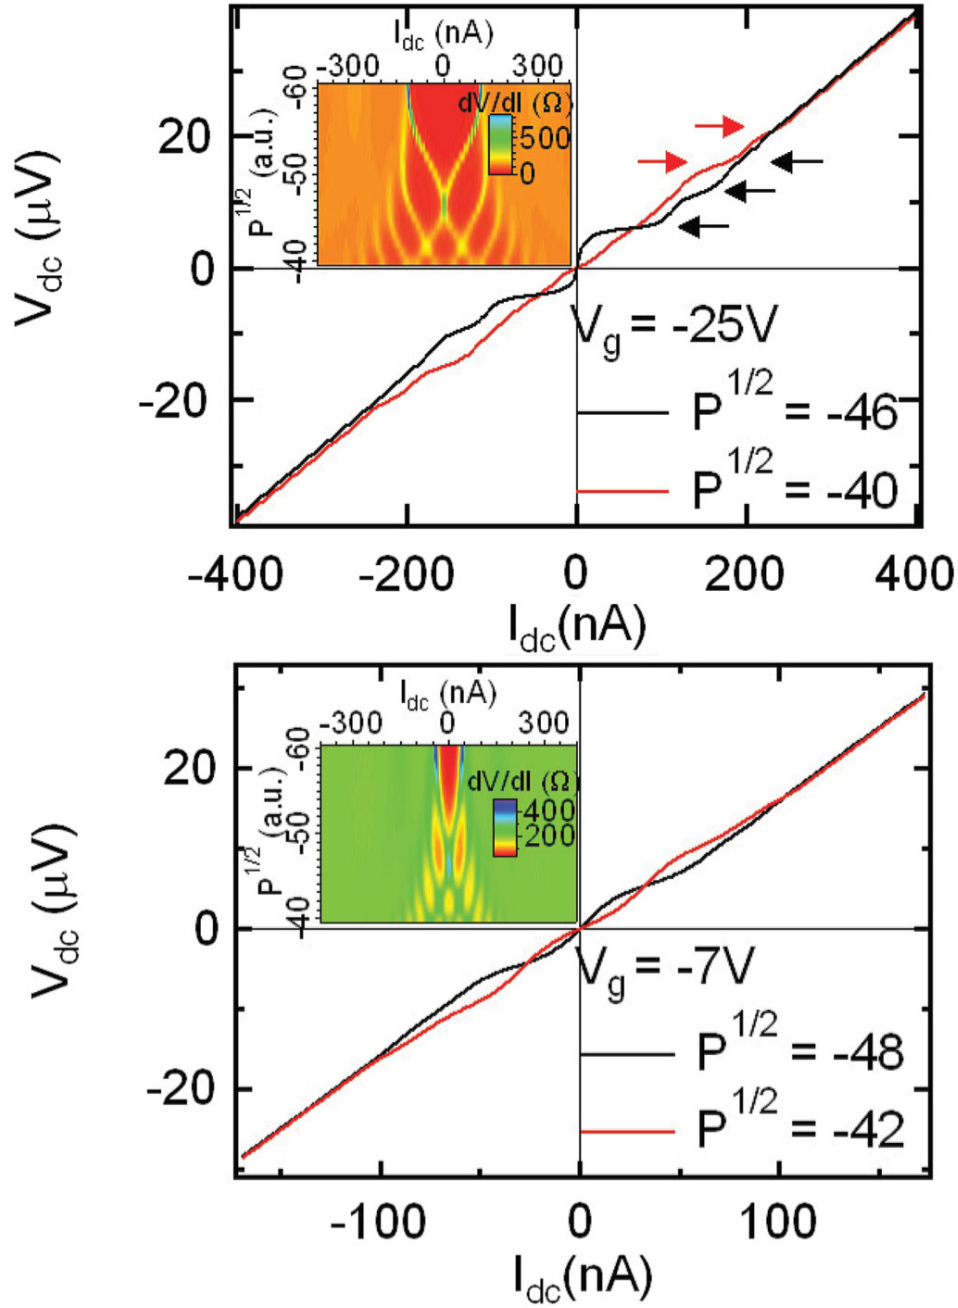 I_dc (nA)
-300 0 300
-60
-50
-40
P^1/2 (a.u.)
dV/dI (Ω)
500
0
20
0
-20
V_dc (μV)
V_g = -25V
P^1/2 = -46
P^1/2 = -40
-400 -200 0 200 400
I_dc(nA)
I_dc (nA)
-300 0 300
-60
-50
-40
P^1/2 (a.u.)
dV/dI (Ω)
400
200
20
0
-20
V_dc (μV)
V_g = -7V
P^1/2 = -48
P^1/2 = -42
-100 0 100
I_dc(nA)